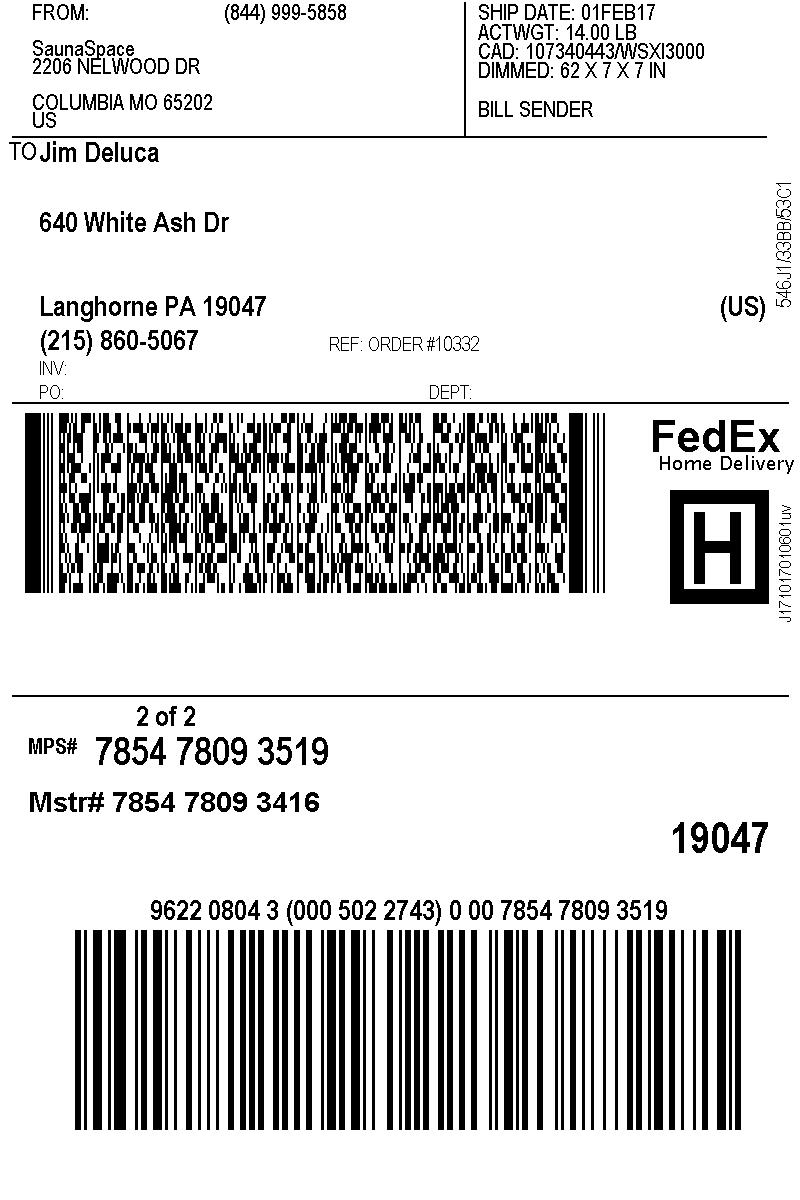 FROM: (844) 999-5858
SaunaSpace
2206 NELWOOD DR
COLUMBIA MO 65202
US
SHIP DATE: 01FEB17
ACTWGT: 14.00 LB
CAD: 107340443/WSXI3000
DIMMED: 62 X 7 X 7 IN
BILL SENDER
TO Jim Deluca
640 White Ash Dr
Langhorne PA 19047 (US)
(215) 860-5067 REF: ORDER #10332
INV:
PO: DEPT:
546J1/33BB/53C1
FedEx
Home Delivery
H
J171017010601uv
2 of 2
MPS# 7854 7809 3519
Mstr# 7854 7809 3416
19047
9622 0804 3 (000 502 2743) 0 00 7854 7809 3519